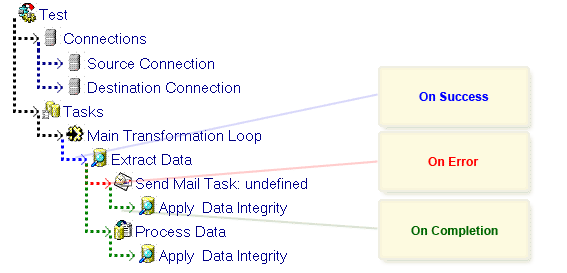 Test
Connections
Source Connection
Destination Connection
On Success
Tasks
Main Transformation Loop
Extract Data
On Error
Send Mail Task: undefined
Apply Data Integrity
On Completion
Process Data
Apply Data Integrity